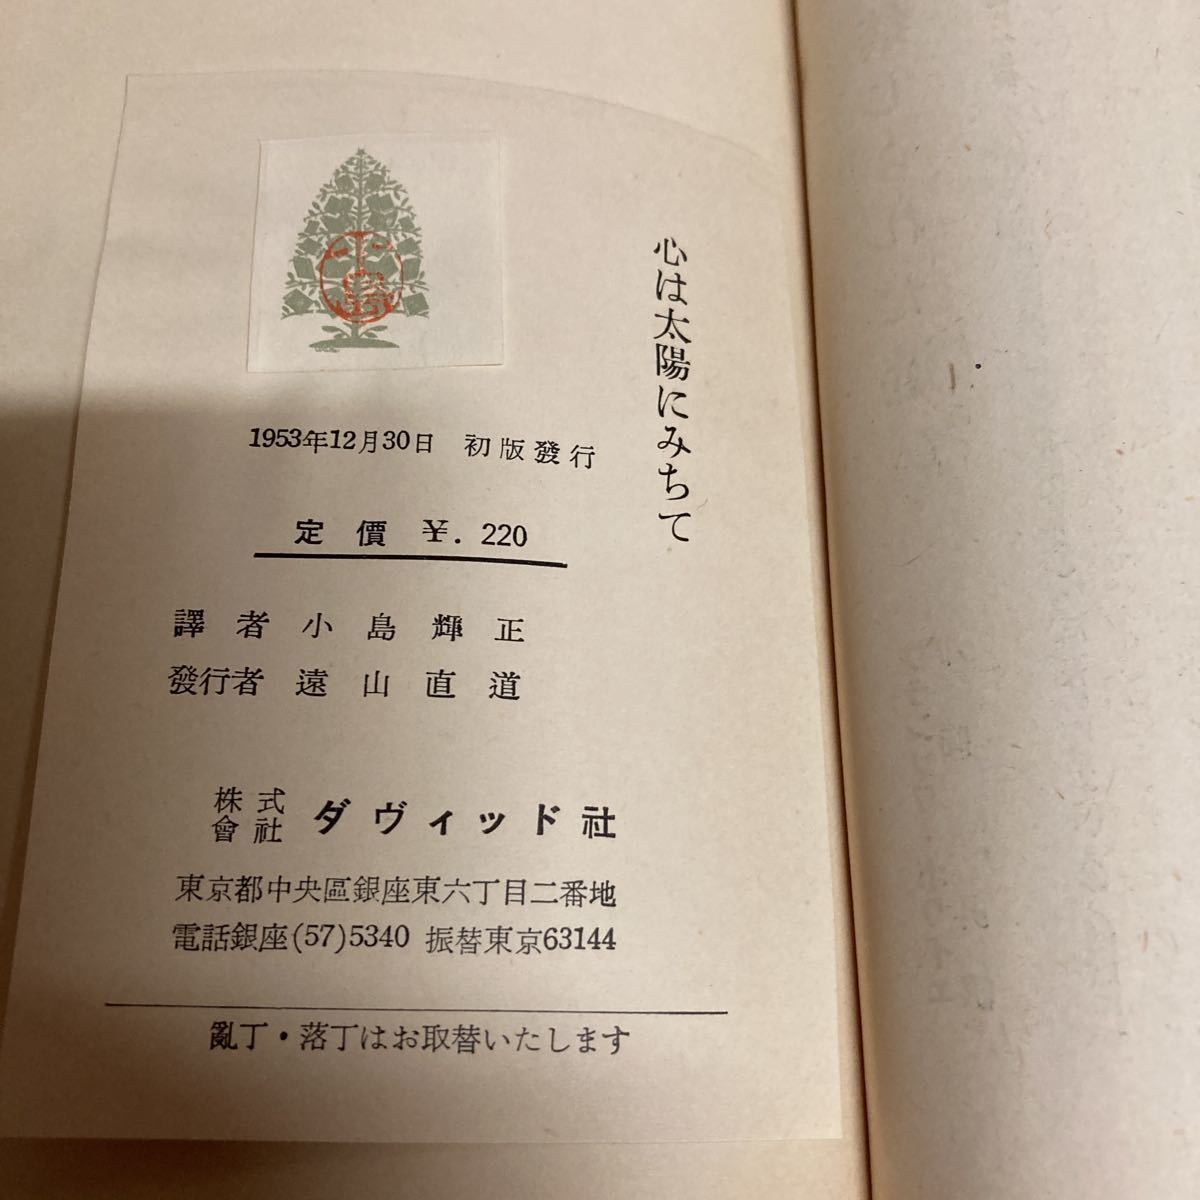 心は太陽にみちて
1953年12月30日 初版發行
定價 ¥. 220
譯者 小島輝正
發行者 遠山直道
株式會社 ダヴィッド社
東京都中央區銀座東六丁目二番地
電話銀座(57)5340 振替東京63144
亂丁・落丁はお取替いたします